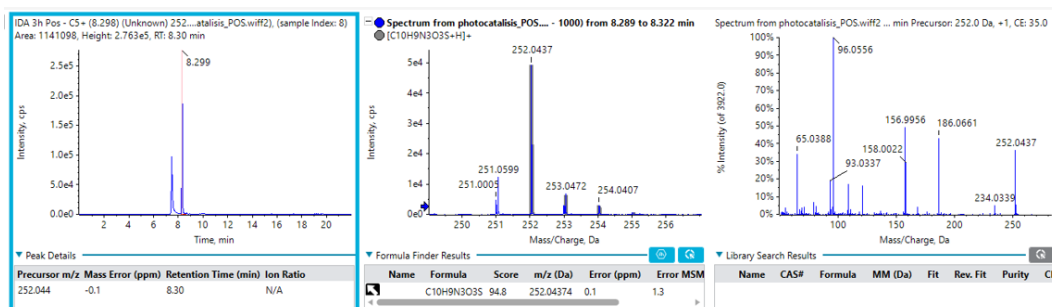 IDA 3h Pos - C5+ (8.298) (Unknown) 252....atalisis_POS.wiff2), (sample Index: 8)
Area: 1141098, Height: 2.763e5, RT: 8.30 min
8.299
Intensity, cps
2.5e5
2.0e5
1.5e5
1.0e5
5.0e4
0.0e0
2 4 6 8 10 12 14 16 18 20
Time, min
Peak Details
Precursor m/z Mass Error (ppm) Retention Time (min) Ion Ratio
252.044 -0.1 8.30 N/A
Spectrum from photocatalisis_POS.... - 1000) from 8.289 to 8.322 min
[C10H9N3O3S+H]+
252.0437
251.0599
251.0005
253.0472
254.0407
Intensity, cps
5e4
4e4
3e4
2e4
1e4
0e0
250 251 252 253 254 255 256
Mass/Charge, Da
Formula Finder Results
Name Formula Score m/z (Da) Error (ppm) Error MSM
C10H9N3O3S 94.8 252.04374 0.1 1.3
Spectrum from photocatalisis_POS.wiff2 ... min Precursor: 252.0 Da, +1, CE: 35.0
96.0556
156.9956
186.0661
252.0437
65.0388
158.0022
93.0337
234.0339
% Intensity (of 3922.0)
100%
90%
80%
70%
60%
50%
40%
30%
20%
10%
0%
100 150 200 250
Mass/Charge, Da
Library Search Results
Name CAS# Formula MM (Da) Fit Rev. Fit Purity